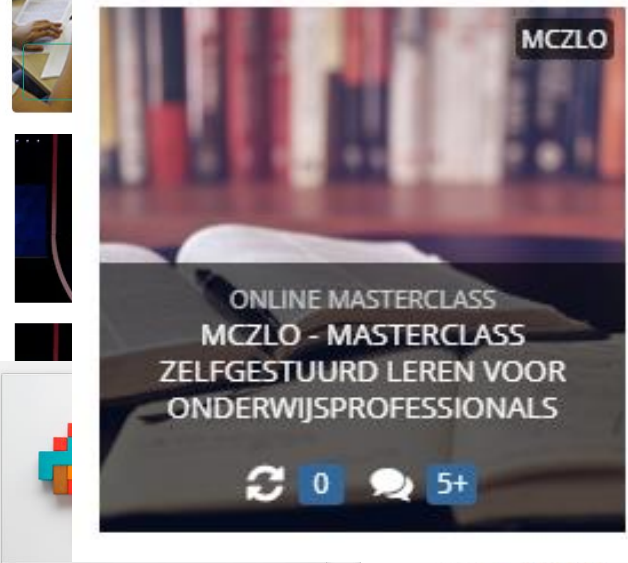 MCZLO
ONLINE MASTERCLASS
MCZLO - MASTERCLASS
ZELFGESTUURD LEREN VOOR
ONDERWIJSPROFESSIONALS
0 5+